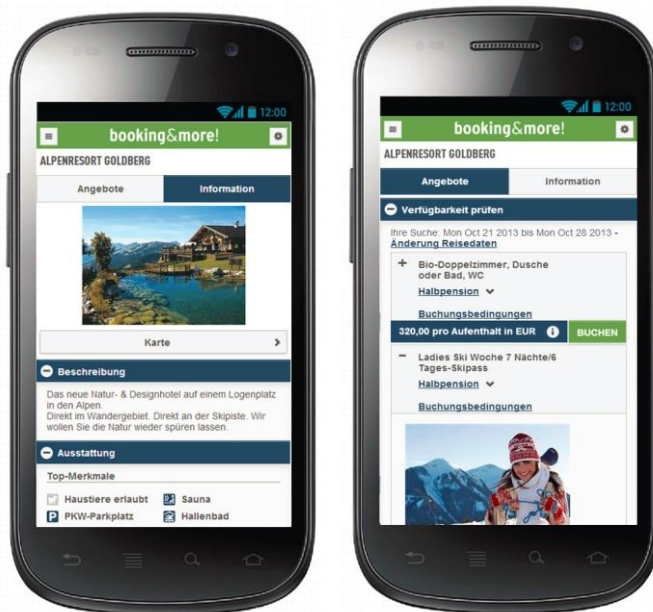 12:00
booking&more!
ALPENRESORT GOLDBERG
Angebote
Information
Karte
Beschreibung
Das neue Natur- & Designhotel auf einem Logenplatz
in den Alpen.
Direkt im Wandergebiet. Direkt an der Skipiste. Wir
wollen Sie die Natur wieder spüren lassen.
Ausstattung
Top-Merkmale
Haustiere erlaubt
Sauna
P PKW-Parkplatz
Hallenbad
12:00
booking&more!
ALPENRESORT GOLDBERG
Angebote
Information
Verfügbarkeit prüfen
Ihre Suche: Mon Oct 21 2013 bis Mon Oct 28 2013 -
Änderung Reisedaten
+ Bio-Doppelzimmer, Dusche
oder Bad, WC
Halbpension
Buchungsbedingungen
320,00 pro Aufenthalt in EUR i BUCHEN
- Ladies Ski Woche 7 Nächte/6
Tages-Skipass
Halbpension
Buchungsbedingungen